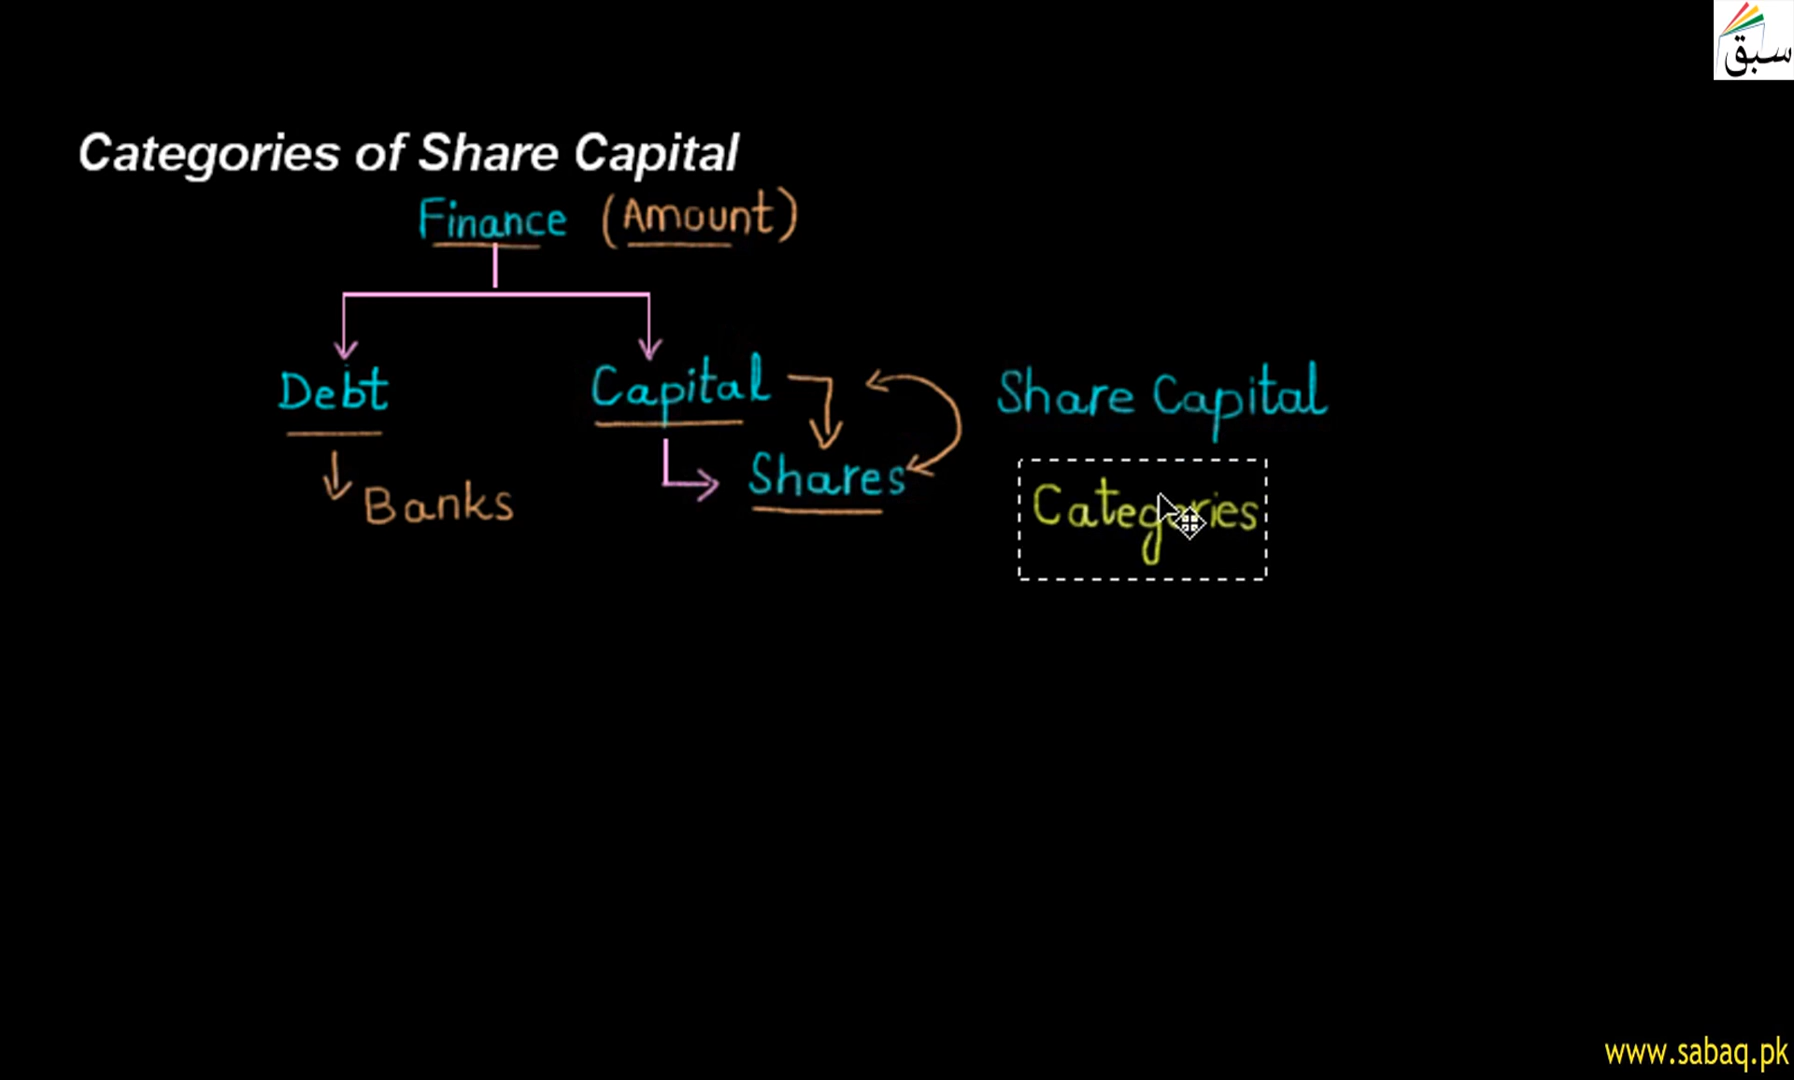 سبق
Categories of Share Capital
Finance (Amount)
Debt
Capital
Share Capital
Shares
Banks
Categories
www.sabaq.pk